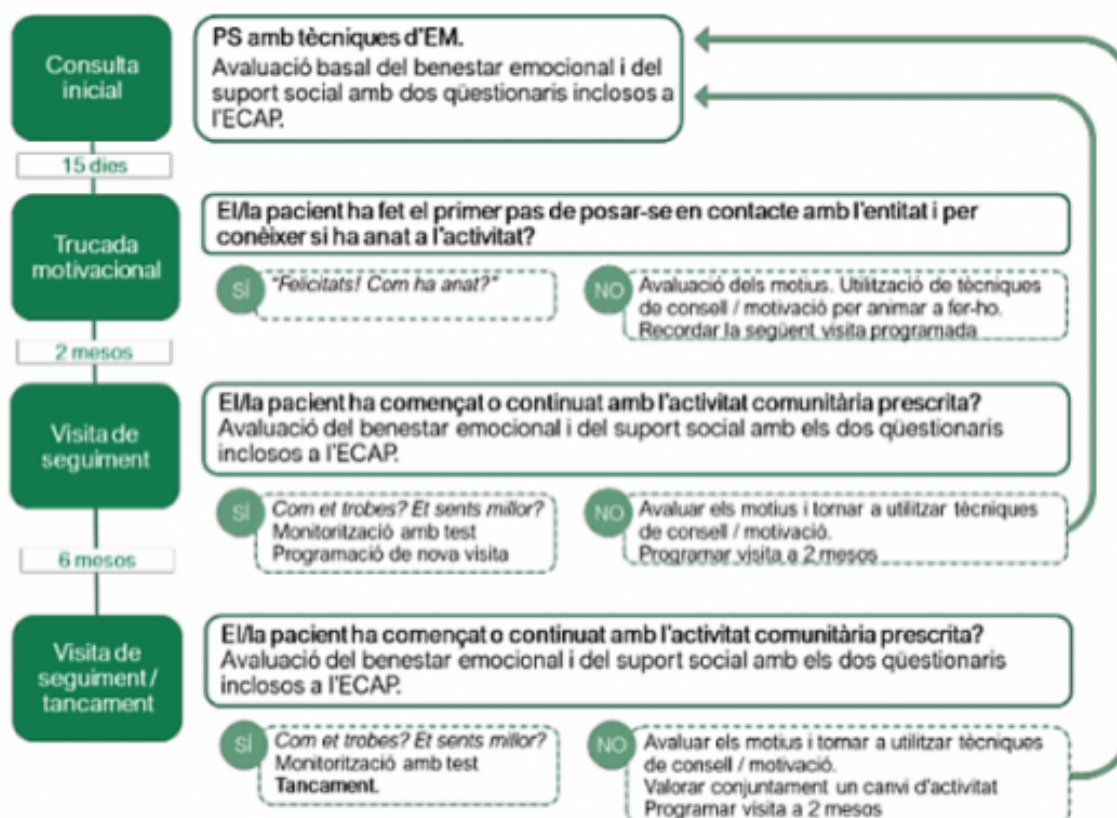 Consulta
inicial
PS amb tècniques d'EM.
Avaluació basal del benestar emocional i del
suport social amb dos qüestionaris inclosos a
l'ECAP.
15 dies
Trucada
motivacional
El/la pacient ha fet el primer pas de posar-se en contacte amb l'entitat i per
conèixer si ha anat a l'activitat?
SÍ
"Felicitats! Com ha anat?"
NO
Avaluació dels motius. Utilització de tècniques
de consell / motivació per animar a fer-ho.
Recordar la següent visita programada
2 mesos
Visita de
seguiment
El/la pacient ha començat o continuat amb l'activitat comunitària prescrita?
Avaluació del benestar emocional i del suport social amb els dos qüestionaris
inclosos a l'ECAP.
SÍ
Com et trobes? Et sents millor?
Monitorització amb test
Programació de nova visita
NO
Avaluar els motius i tornar a utilitzar tècniques
de consell / motivació.
Programar visita a 2 mesos
6 mesos
Visita de
seguiment /
tancament
El/la pacient ha començat o continuat amb l'activitat comunitària prescrita?
Avaluació del benestar emocional i del suport social amb els dos qüestionaris
inclosos a l'ECAP.
SÍ
Com et trobes? Et sents millor?
Monitorització amb test
Tancament.
NO
Avaluar els motius i tornar a utilitzar tècniques
de consell / motivació.
Valorar conjuntament un canvi d'activitat
Programar visita a 2 mesos